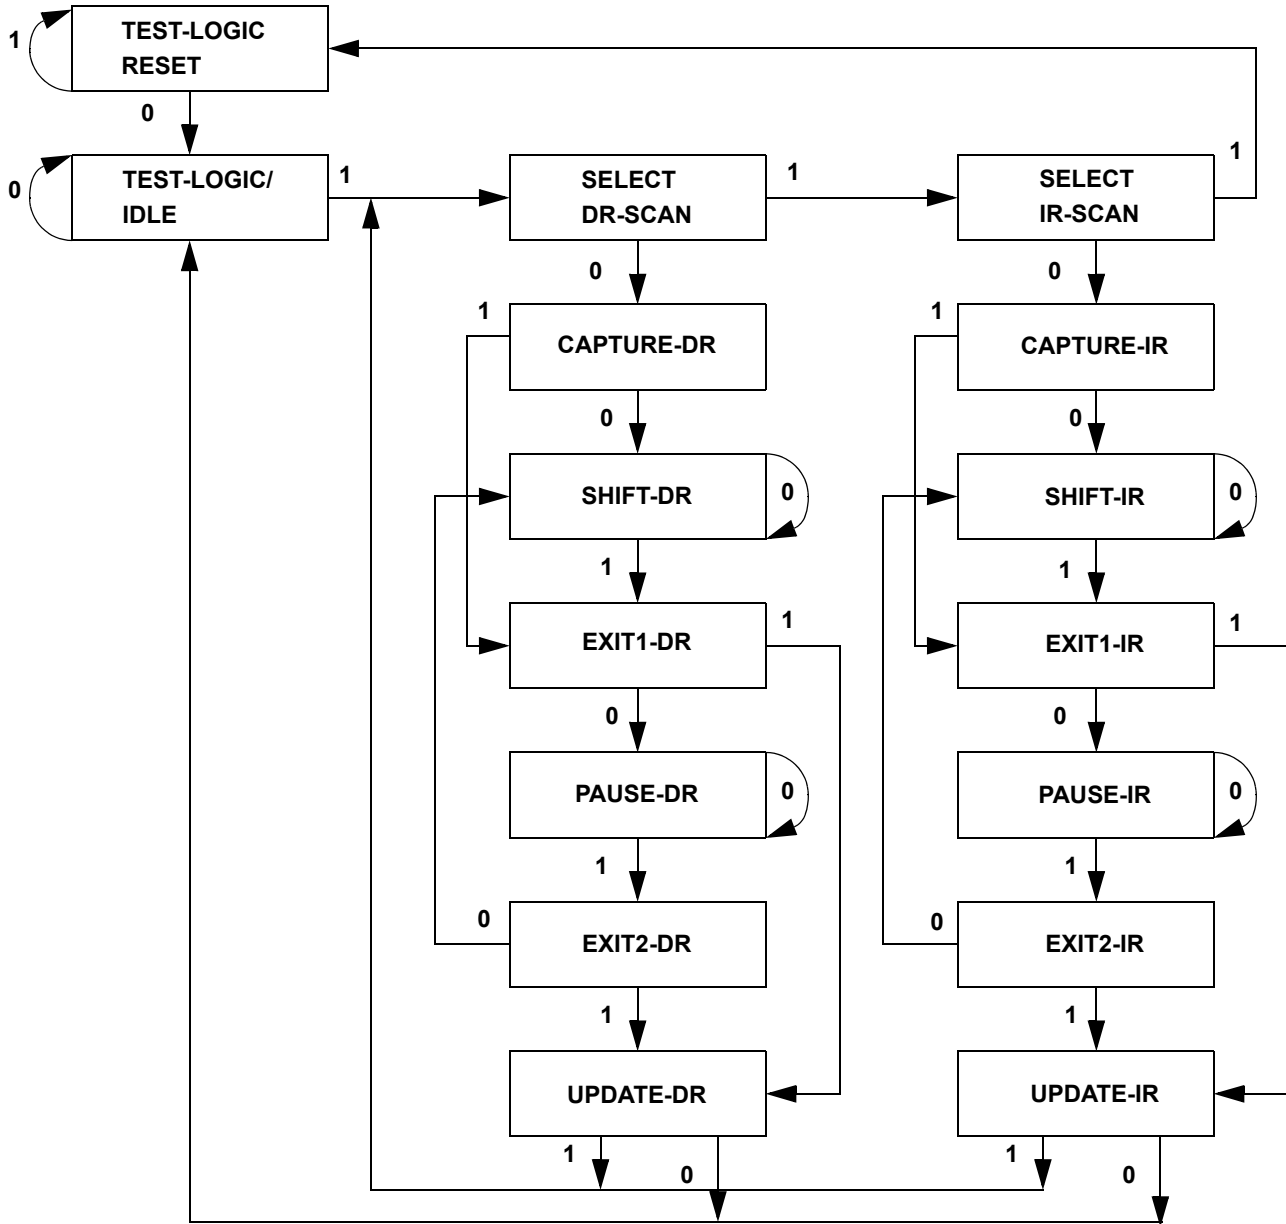 1
TEST-LOGIC
RESET
0
0
TEST-LOGIC/
IDLE
1
SELECT
DR-SCAN
1
SELECT
IR-SCAN
1
0
0
1
CAPTURE-DR
1
CAPTURE-IR
0
0
SHIFT-DR
0
SHIFT-IR
0
1
1
EXIT1-DR
1
EXIT1-IR
1
0
0
PAUSE-DR
0
PAUSE-IR
0
1
1
0
EXIT2-DR
0
EXIT2-IR
1
1
UPDATE-DR
UPDATE-IR
1
0
1
0